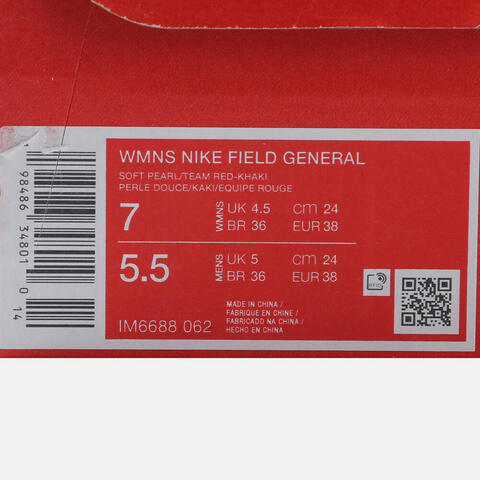 WMNS NIKE FIELD GENERAL
SOFT PEARL/TEAM RED-KHAKI
PERLE DOUCE/KAKI/EQUIPE ROUGE
7 WMNS UK 4.5 cm 24
BR 36 EUR 38
5.5 MENS UK 5 cm 24
BR 36 EUR 38
MADE IN CHINA /
FABRIQUE EN CHINE /
FABRICADO NA CHINA /
HECHO EN CHINA
IM6688 062
98486 34801 0 14